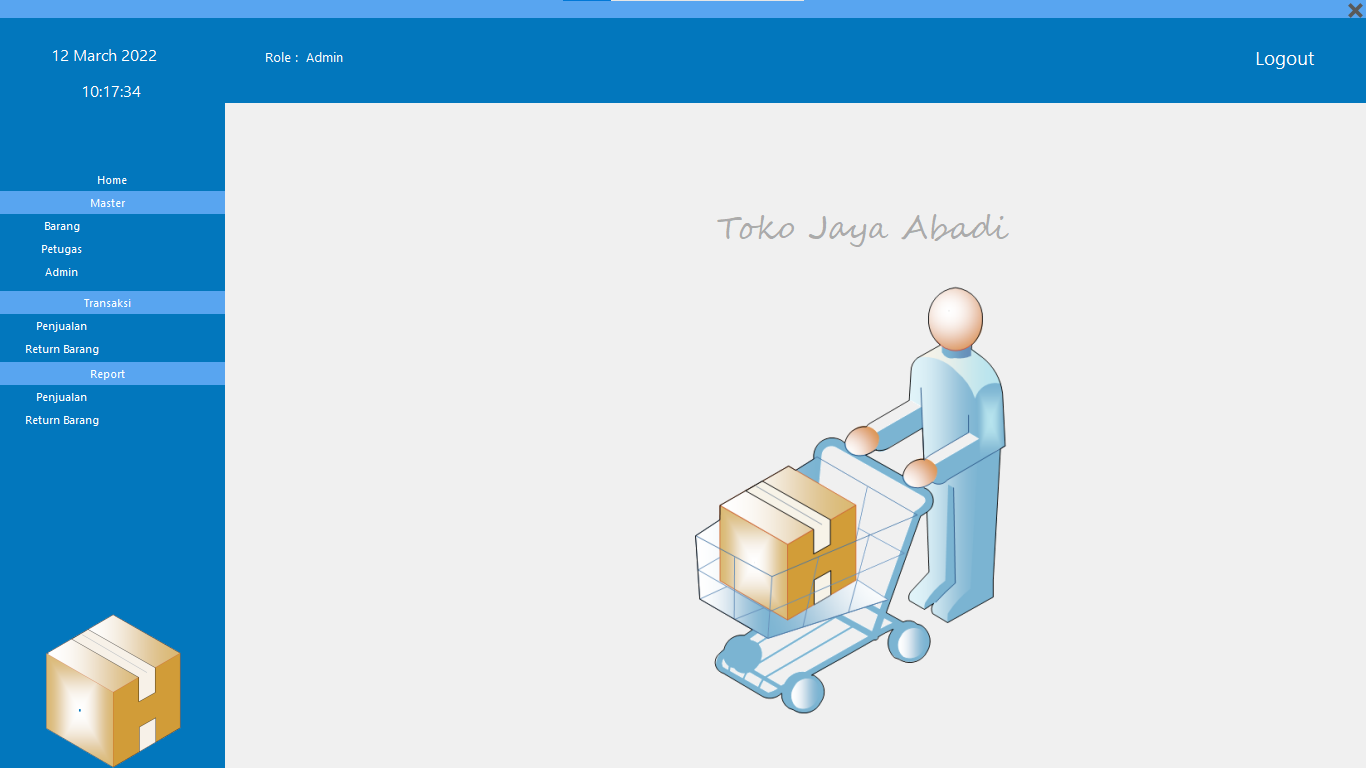 12 March 2022
10:17:34
Role : Admin
Logout
Home
Master
Barang
Petugas
Admin
Transaksi
Penjualan
Return Barang
Report
Penjualan
Return Barang
Toko Jaya Abadi